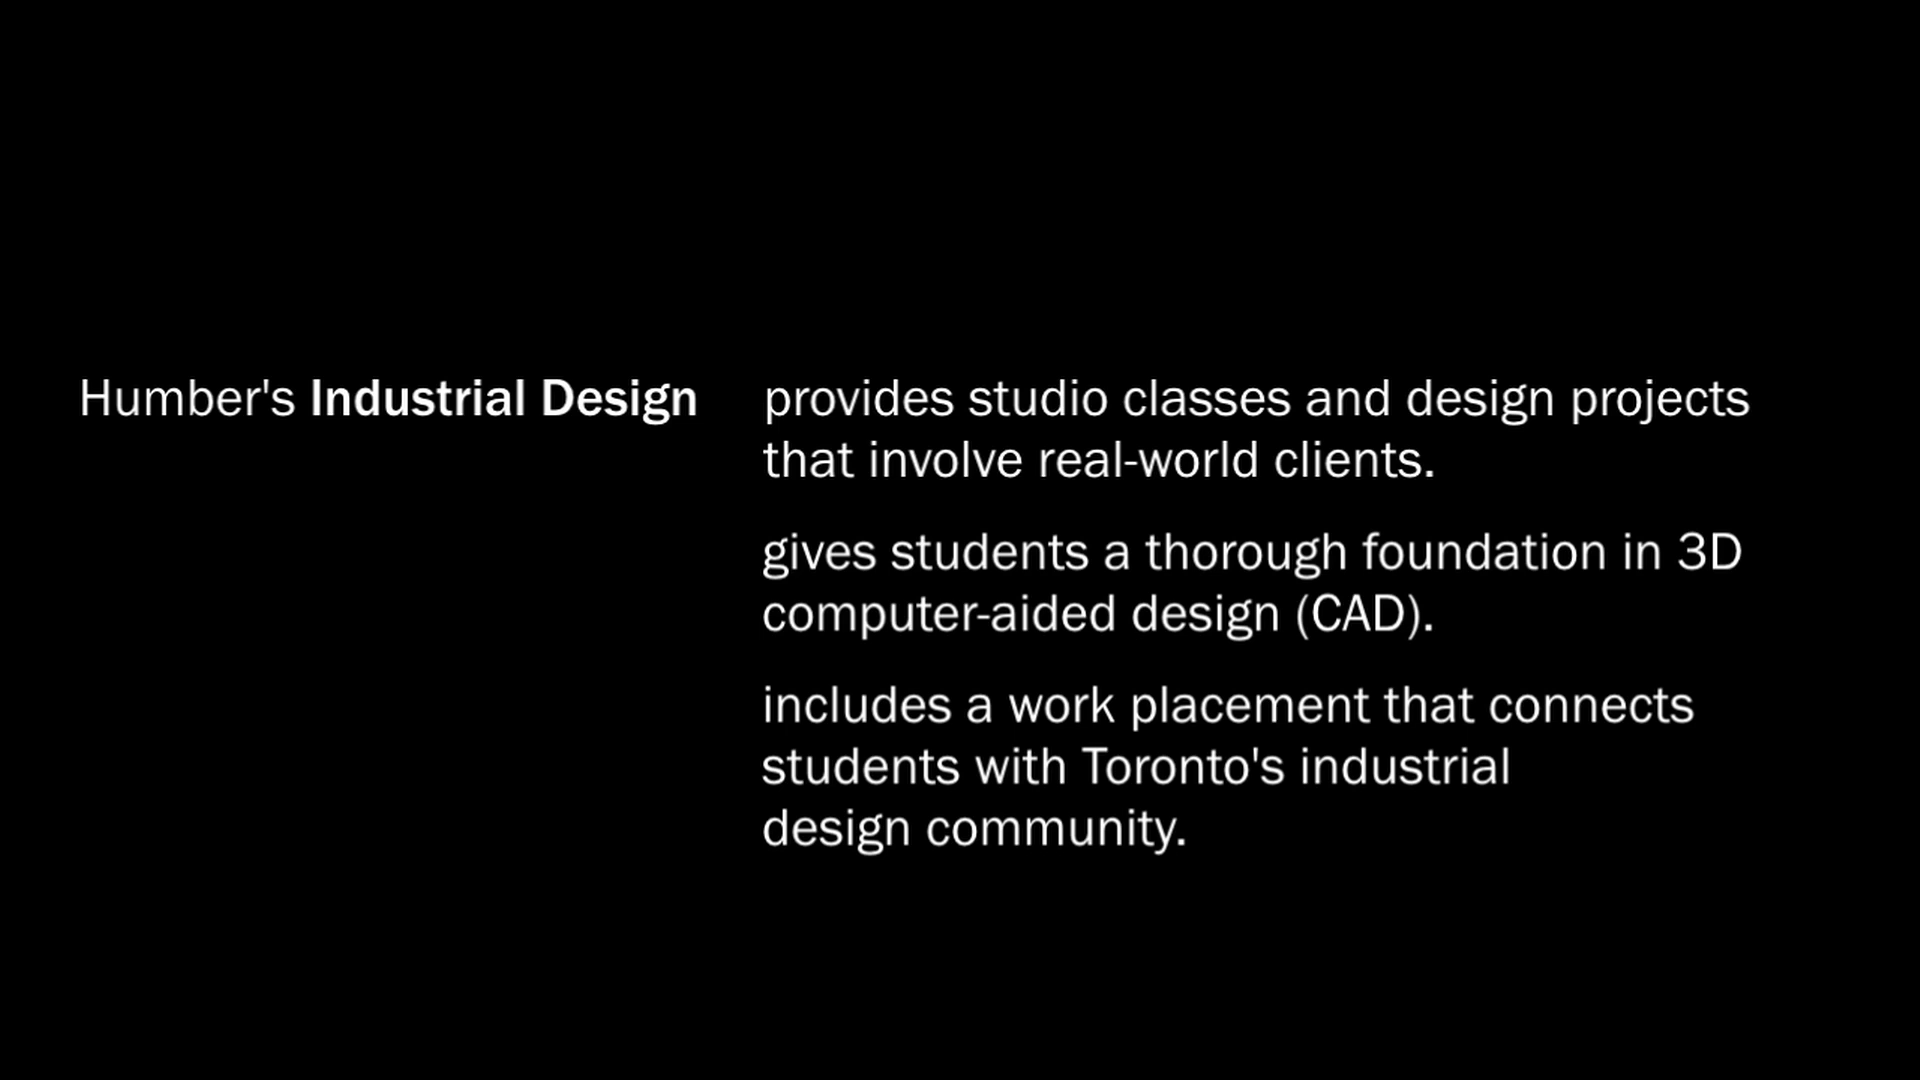 Humber's Industrial Design
provides studio classes and design projects
that involve real-world clients.
gives students a thorough foundation in 3D
computer-aided design (CAD).
includes a work placement that connects
students with Toronto's industrial
design community.